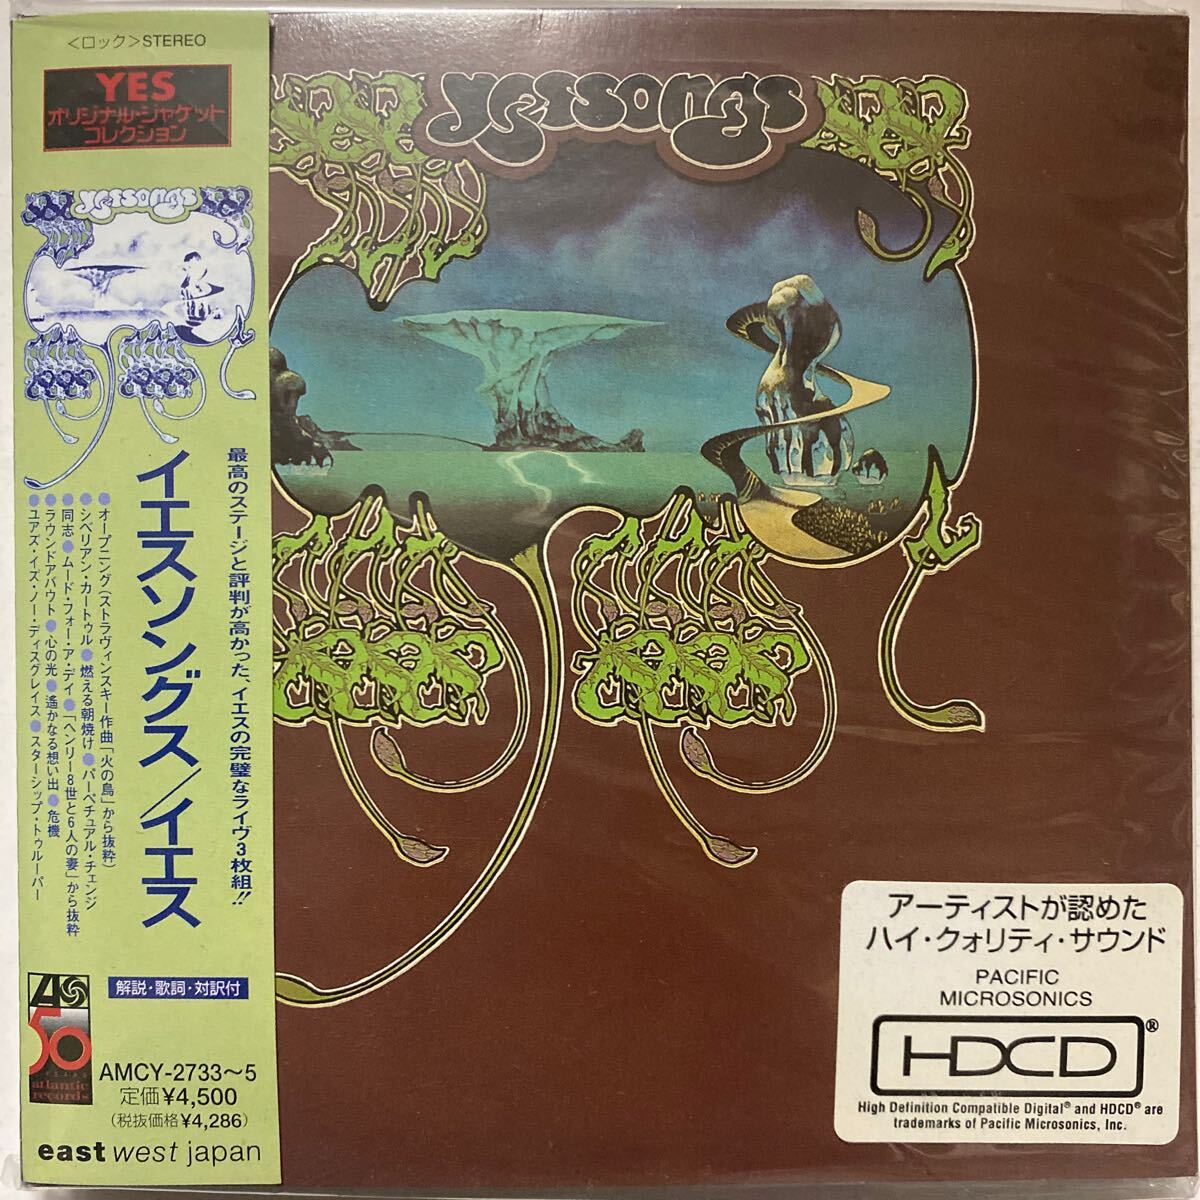 <ロック>STEREO
YES
オリジナル・ジャケット
コレクション
yessongs
yessongs
最高のステージと評判が高かった、イエスの完璧なライヴ3枚組!!
イエスソングス/イエス
●オープニング(ストラヴィンスキー作曲「火の鳥」から抜粋)
●シベリアン・カートゥル●燃える朝焼け●パーペチュアル・チェンジ
●同志●ムード・フォー・ア・デイ●「ヘンリー8世と6人の妻」から抜粋
●ラウンドアバウト●心の光●遙かなる想い出●危機
●ユアズ・イズ・ノー・ディスグレイス●スターシップ・トゥルーパー
解説・歌詞・対訳付
50
YEARS
atlantic
records
AMCY-2733〜5
定価¥4,500
(税抜価格¥4,286)
east west japan
アーティストが認めた
ハイ・クォリティ・サウンド
PACIFIC
MICROSONICS
HDCD®
High Definition Compatible Digital® and HDCD® are
trademarks of Pacific Microsonics, Inc.